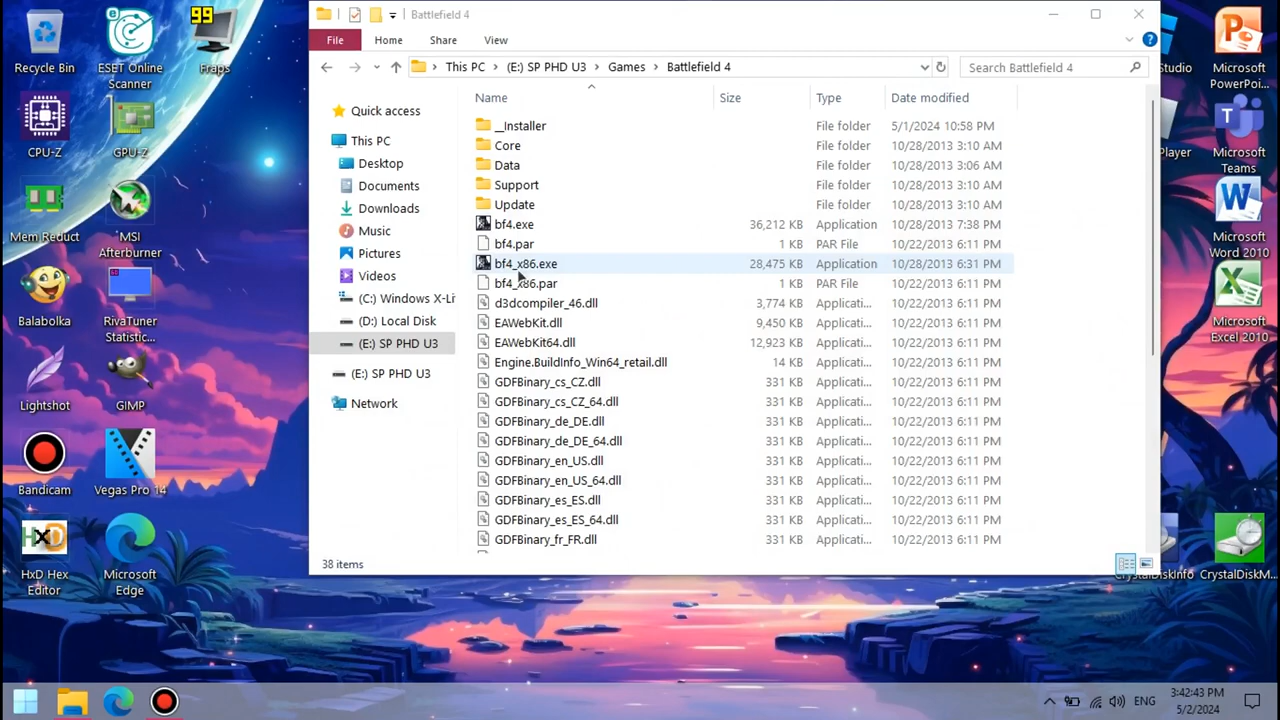 Recycle Bin
ESET Online
Scanner
99
Fraps
CPU-Z
GPU-Z
Mem Reduct
MSI
Afterburner
Balabolka
RivaTuner
Statistic...
Lightshot
GIMP
Bandicam
Vegas Pro 14
HxD
HxD Hex
Editor
Microsoft
Edge
Battlefield 4
File Home Share View
This PC (E:) SP PHD U3 Games Battlefield 4
Search Battlefield 4
Quick access
This PC
Desktop
Documents
Downloads
Music
Pictures
Videos
(C:) Windows X-Li
(D:) Local Disk
(E:) SP PHD U3
(E:) SP PHD U3
Network
Name Size Type Date modified
__Installer File folder 5/1/2024 10:58 PM
Core File folder 10/28/2013 3:10 AM
Data File folder 10/28/2013 3:06 AM
Support File folder 10/28/2013 3:10 AM
Update File folder 10/28/2013 3:10 AM
bf4.exe 36,212 KB Application 10/28/2013 7:38 PM
bf4.par 1 KB PAR File 10/22/2013 6:11 PM
bf4_x86.exe 28,475 KB Application 10/28/2013 6:31 PM
bf4_x86.par 1 KB PAR File 10/22/2013 6:11 PM
d3dcompiler_46.dll 3,774 KB Applicati... 10/22/2013 6:11 PM
EAWebKit.dll 9,450 KB Applicati... 10/22/2013 6:11 PM
EAWebKit64.dll 12,923 KB Applicati... 10/22/2013 6:11 PM
Engine.BuildInfo_Win64_retail.dll 14 KB Applicati... 10/22/2013 6:11 PM
GDFBinary_cs_CZ.dll 331 KB Applicati... 10/22/2013 6:11 PM
GDFBinary_cs_CZ_64.dll 331 KB Applicati... 10/22/2013 6:11 PM
GDFBinary_de_DE.dll 331 KB Applicati... 10/22/2013 6:11 PM
GDFBinary_de_DE_64.dll 331 KB Applicati... 10/22/2013 6:11 PM
GDFBinary_en_US.dll 331 KB Applicati... 10/22/2013 6:11 PM
GDFBinary_en_US_64.dll 331 KB Applicati... 10/22/2013 6:11 PM
GDFBinary_es_ES.dll 331 KB Applicati... 10/22/2013 6:11 PM
GDFBinary_es_ES_64.dll 331 KB Applicati... 10/22/2013 6:11 PM
GDFBinary_fr_FR.dll 331 KB Applicati... 10/22/2013 6:11 PM
38 items
Studio
Microsoft
PowerPoi...
Player
Microsoft
Teams
Microsoft
Word 2010
Microsoft
Excel 2010
CrystalDiskInfo
CrystalDiskM...
ENG
3:42:43 PM
5/2/2024